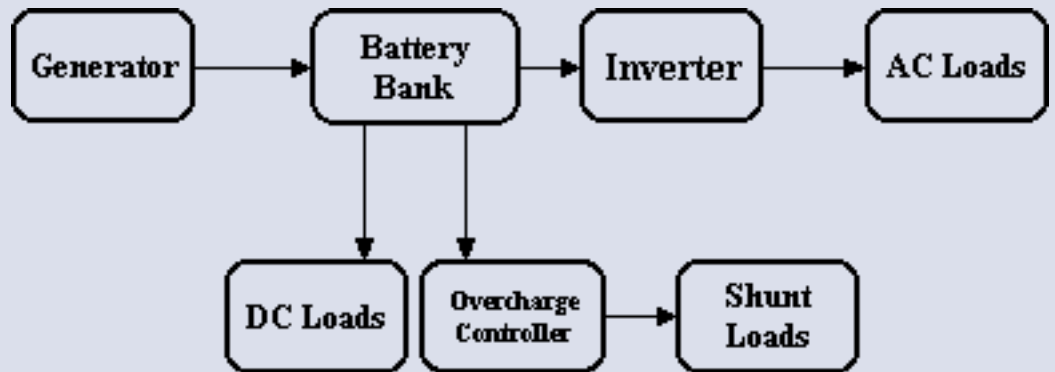 Generator
Battery
Bank
Inverter
AC Loads
DC Loads
Overcharge
Controller
Shunt
Loads